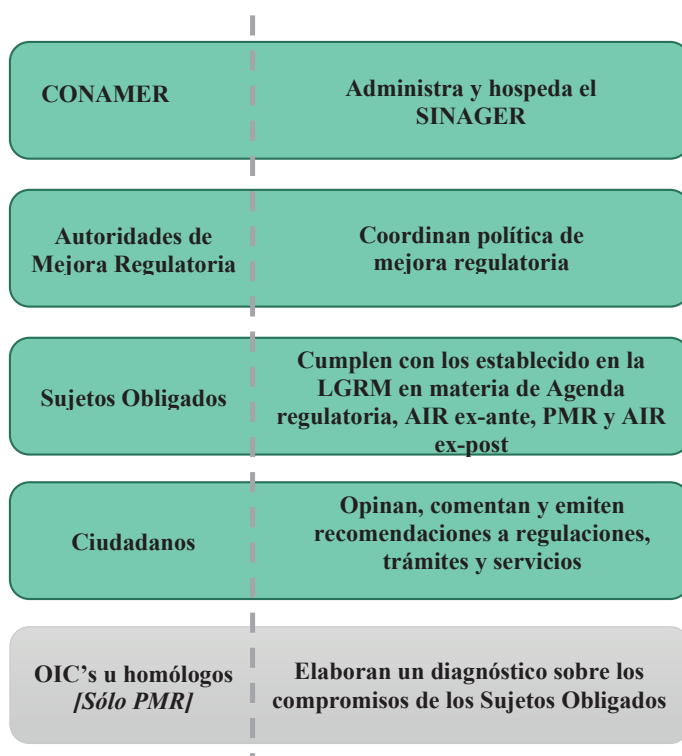 CONAMER
Administra y hospeda el
SINAGER
Autoridades de
Mejora Regulatoria
Coordinan política de
mejora regulatoria
Sujetos Obligados
Cumplen con los establecido en la
LGRM en materia de Agenda
regulatoria, AIR ex-ante, PMR y AIR
ex-post
Ciudadanos
Opinan, comentan y emiten
recomendaciones a regulaciones,
trámites y servicios
OIC's u homólogos
[Sólo PMR]
Elaboran un diagnóstico sobre los
compromisos de los Sujetos Obligados